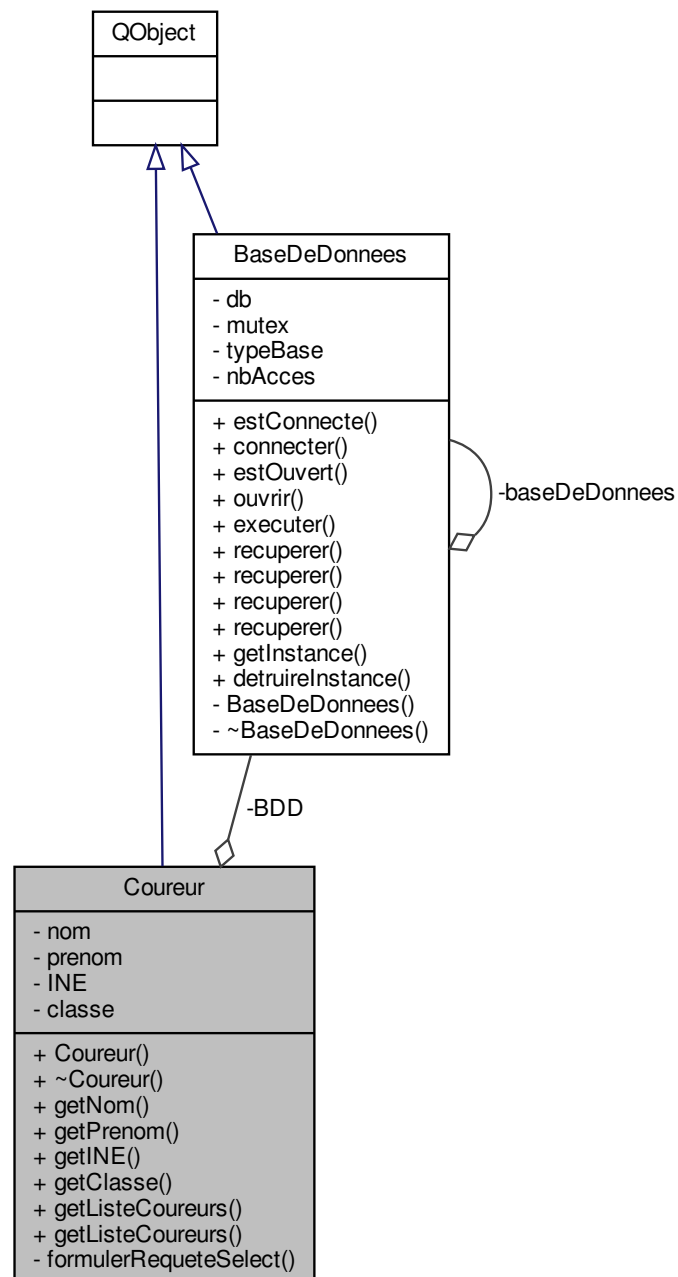 QObject
BaseDeDonnees
- db
- mutex
- typeBase
- nbAcces
+ estConnecte()
+ connecter()
+ estOuvert()
+ ouvrir()
+ executer()
+ recuperer()
+ recuperer()
+ recuperer()
+ recuperer()
+ getInstance()
+ detruireInstance()
- BaseDeDonnees()
- ~BaseDeDonnees()
-baseDeDonnees
-BDD
Coureur
- nom
- prenom
- INE
- classe
+ Coureur()
+ ~Coureur()
+ getNom()
+ getPrenom()
+ getINE()
+ getClasse()
+ getListeCoureurs()
+ getListeCoureurs()
- formulerRequeteSelect()